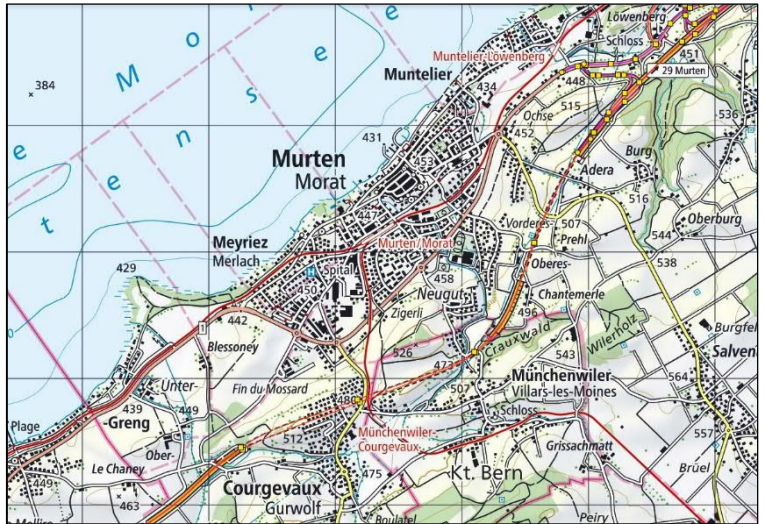 Löwenberg
Schloss
451
29 Murten
Muntelier-Löwenberg
Muntelier
448
M
o
384
434
515
Ochse
536
431
452
e
n
s
e
e
Murten
Morat
453
Burg
Adera
516
447
Oberburg
Vorderes-
Prehl
507
544
Meyriez
Merlach
Murten/Morat
538
Oberes-
Spital
H
458
429
450
Neugut
Chantemerle
t
e
496
442
Zigerli
Crauxwald
Wilerholz
Burgfe
1
Blessoney
526
543
Salven
473
Unter-
Fin du Mossard
Münchenwiler
Villars-les-Moines
564
439
486
507
Schloss
449
-Greng
Plage
Münchenwiler-
Courgevaux
557
Ober-
512
Grissachmatt
Le Chaney
475
Kt. Bern
Brüel
449
463
Courgevaux
Gurwolf
Peiry
Boulatel